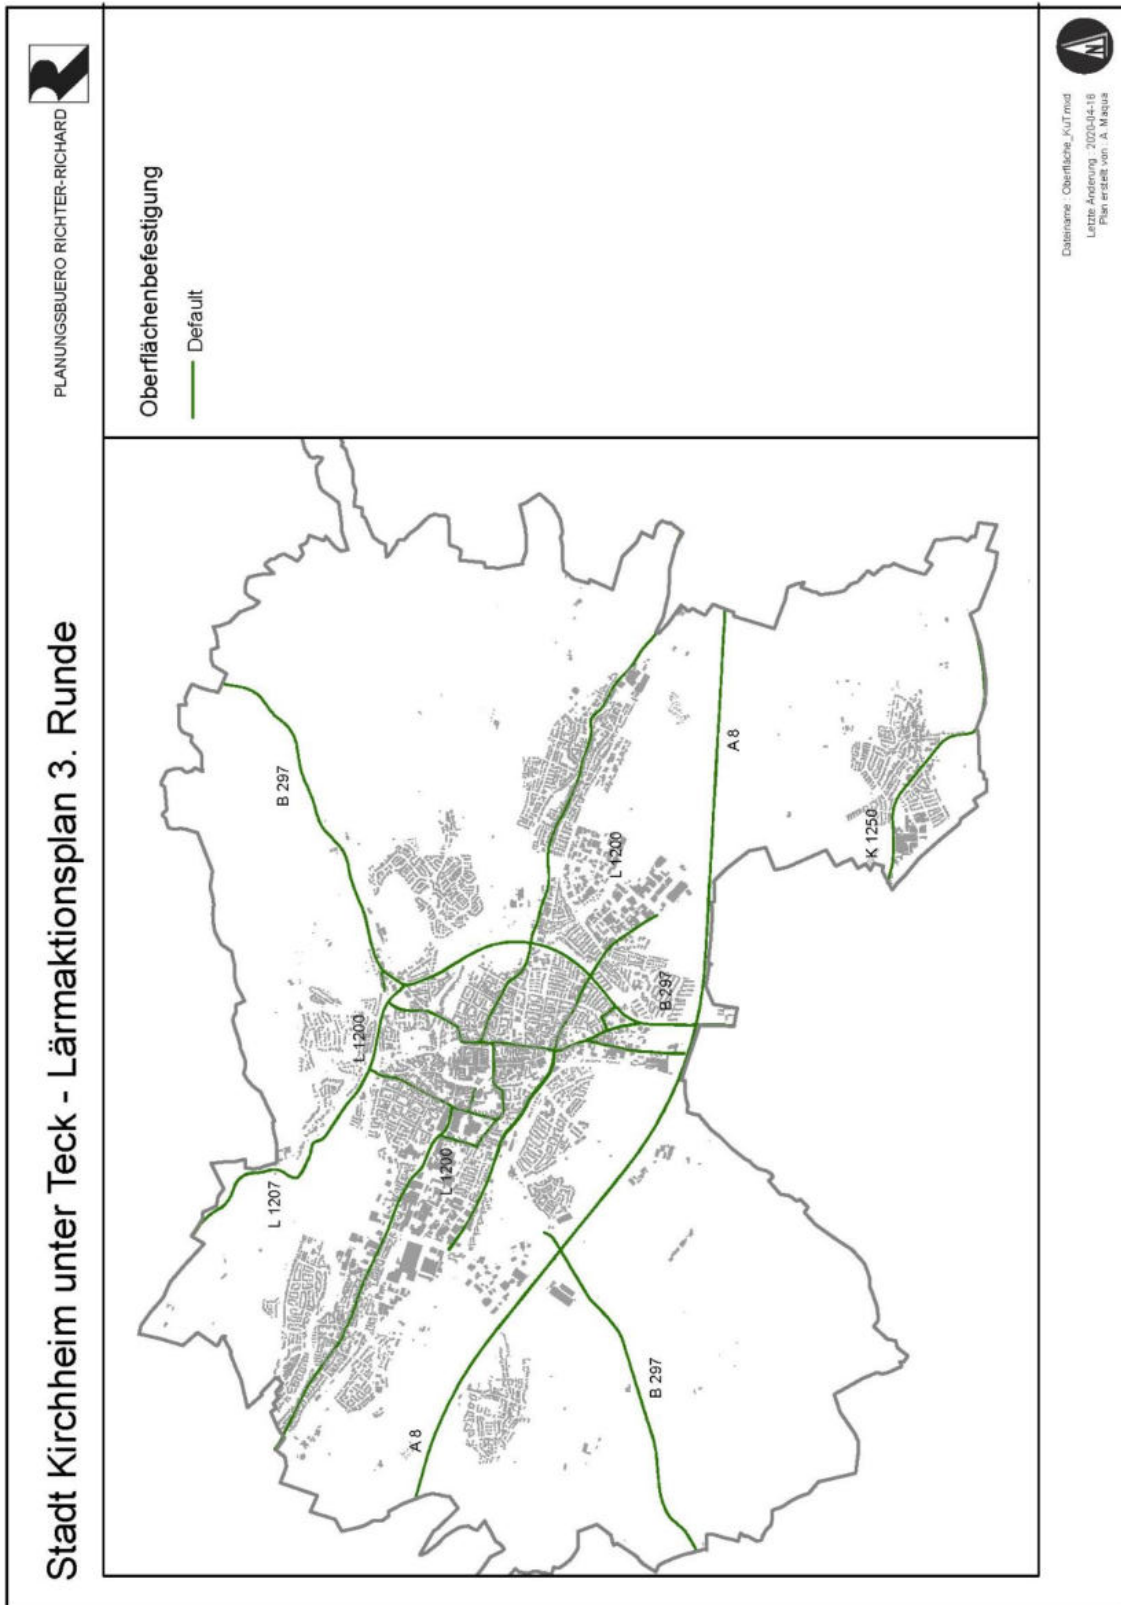 Stadt Kirchheim unter Teck - Lärmaktionsplan 3. Runde
PLANUNGSBUERO RICHTER-RICHARD
Oberflächenbefestigung
Default
B 297
L 1207
L 1200
L 1200
L 1200
B 297
A 8
A 8
B 297
K 1250
N
Dateiname : Oberfläche_KuT.mxd
Letzte Änderung : 2020-04-16
Plan erstellt von : A. Maqua